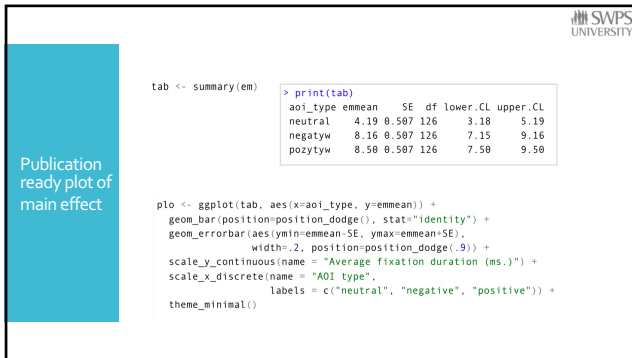 SWPS
UNIVERSITY
Publication
ready plot of
main effect
tab <- summary(em)
> print(tab)
aoi_type emmean SE df lower.CL upper.CL
neutral 4.19 0.507 126 3.18 5.19
negatyw 8.16 0.507 126 7.15 9.16
pozytyw 8.50 0.507 126 7.50 9.50
plo <- ggplot(tab, aes(x=aoi_type, y=emmean)) +
geom_bar(position=position_dodge(), stat="identity") +
geom_errorbar(aes(ymin=emmean-SE, ymax=emmean+SE),
width=.2, position=position_dodge(.9)) +
scale_y_continuous(name = "Average fixation duration (ms.)") +
scale_x_discrete(name = "AOI type",
labels = c("neutral", "negative", "positive")) +
theme_minimal()